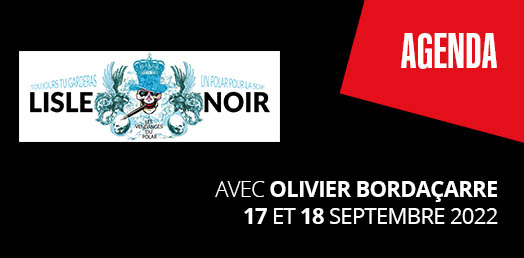 AGENDA
TOUJOURS TU GARDERAS UN POLAR POUR LA SOIF
LISLE NOIR
LES
VENDANGES
DU
POLAR
AVEC OLIVIER BORDAÇARRE
17 ET 18 SEPTEMBRE 2022